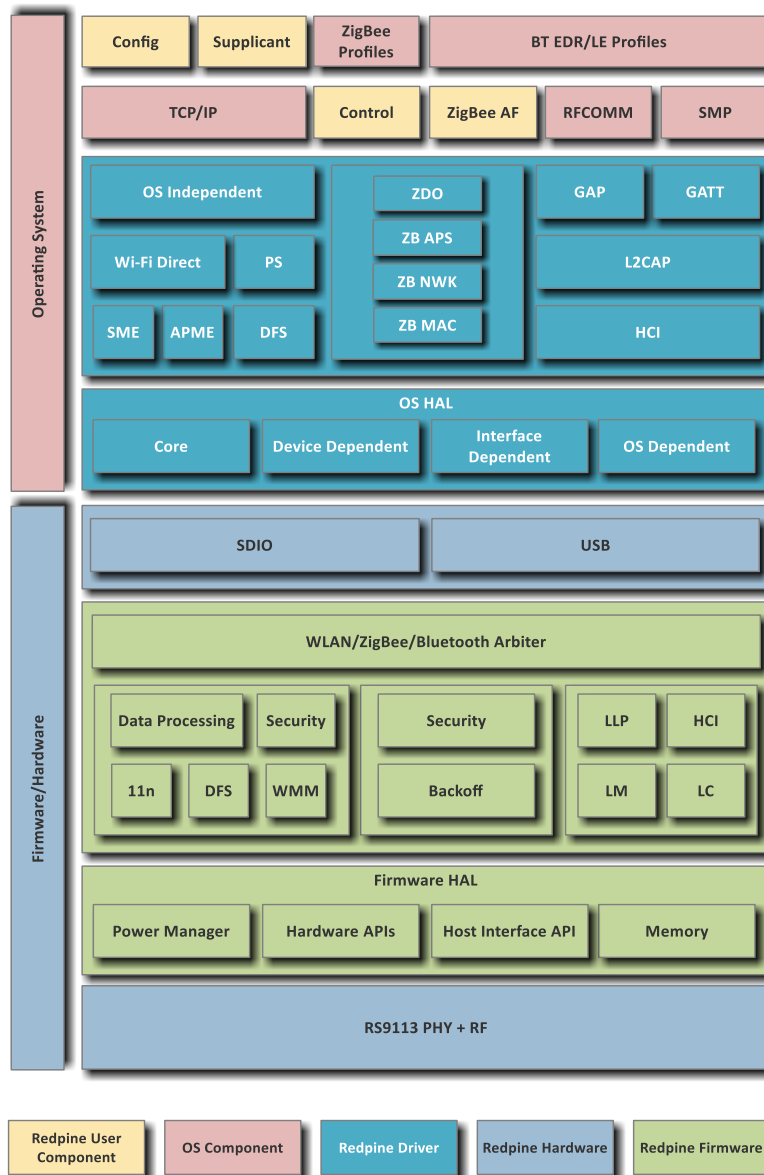 Operating System
Config
Supplicant
ZigBee
Profiles
BT EDR/LE Profiles
TCP/IP
Control
ZigBee AF
RFCOMM
SMP
OS Independent
Wi-Fi Direct
PS
SME
APME
DFS
ZDO
ZB APS
ZB NWK
ZB MAC
GAP
GATT
L2CAP
HCI
OS HAL
Core
Device Dependent
Interface
Dependent
OS Dependent
Firmware/Hardware
SDIO
USB
WLAN/ZigBee/Bluetooth Arbiter
Data Processing
Security
11n
DFS
WMM
Security
Backoff
LLP
HCI
LM
LC
Firmware HAL
Power Manager
Hardware APIs
Host Interface API
Memory
RS9113 PHY + RF
Redpine User
Component
OS Component
Redpine Driver
Redpine Hardware
Redpine Firmware